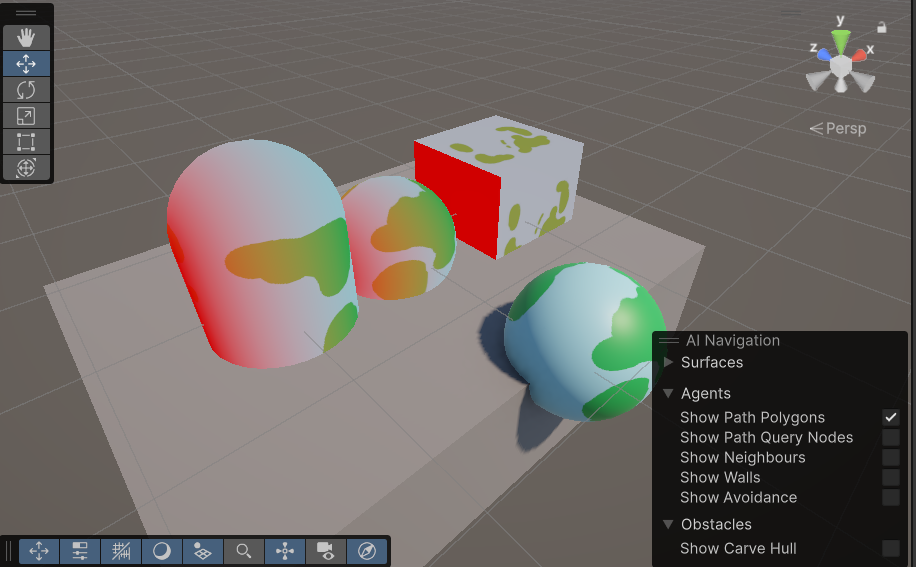 y
z
x
Persp
AI Navigation
Surfaces
Agents
Show Path Polygons
Show Path Query Nodes
Show Neighbours
Show Walls
Show Avoidance
Obstacles
Show Carve Hull